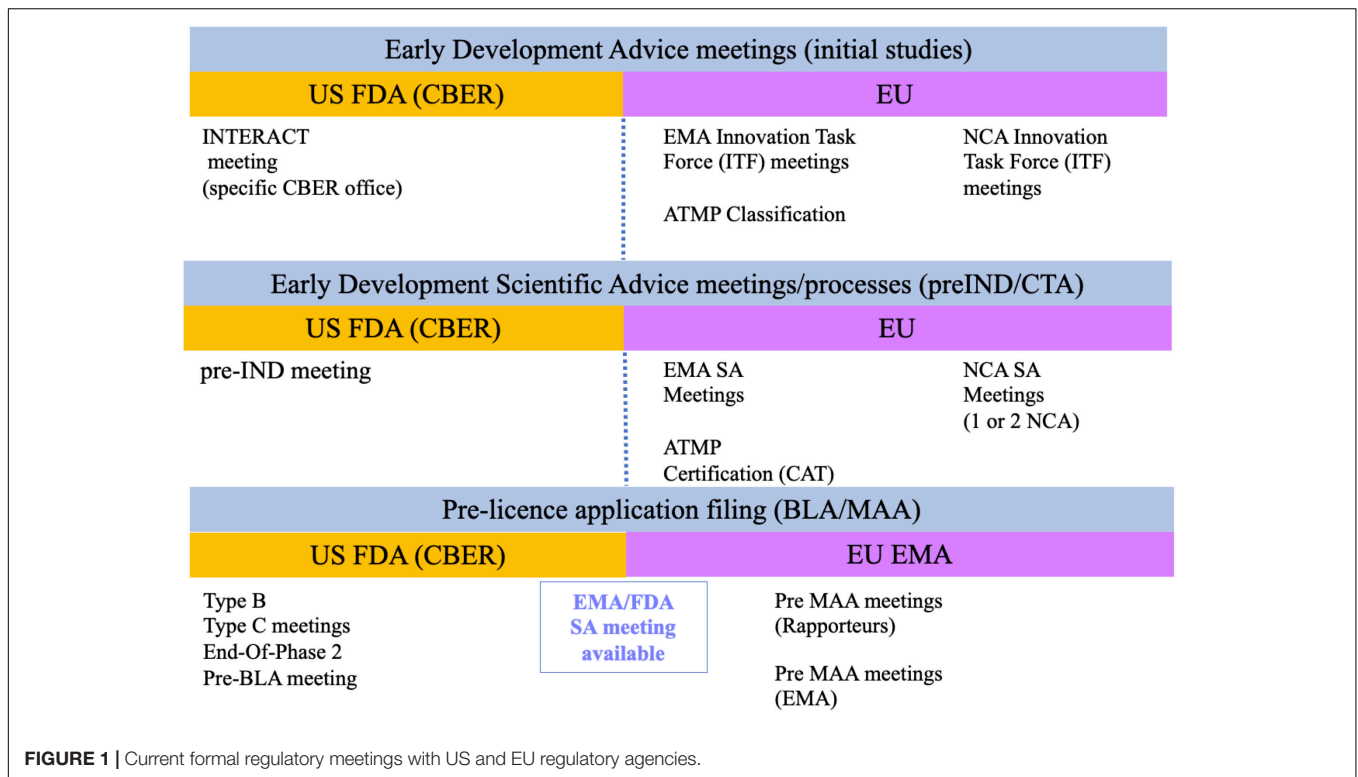 Early Development Advice meetings (initial studies)
US FDA (CBER)
EU
INTERACT
meeting
(specific CBER office)
EMA Innovation Task
Force (ITF) meetings
ATMP Classification
NCA Innovation
Task Force (ITF)
meetings
Early Development Scientific Advice meetings/processes (preIND/CTA)
US FDA (CBER)
EU
pre-IND meeting
EMA SA
Meetings
ATMP
Certification (CAT)
NCA SA
Meetings
(1 or 2 NCA)
Pre-licence application filing (BLA/MAA)
US FDA (CBER)
EU EMA
Type B
Type C meetings
End-Of-Phase 2
Pre-BLA meeting
EMA/FDA
SA meeting
available
Pre MAA meetings
(Rapporteurs)
Pre MAA meetings
(EMA)
FIGURE 1 | Current formal regulatory meetings with US and EU regulatory agencies.